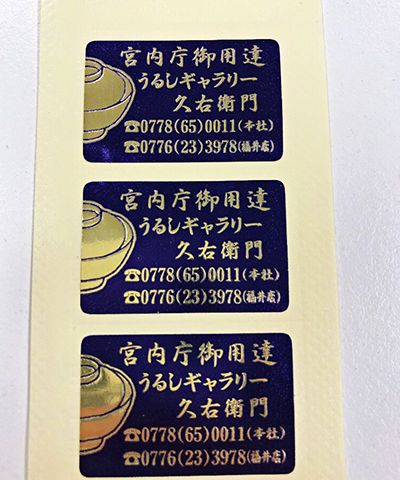 宮内庁御用達
うるしギャラリー
久右衛門
☎0778(65)0011(本社)
☎0776(23)3978(福井店)
宮内庁御用達
うるしギャラリー
久右衛門
☎0778(65)0011(本社)
☎0776(23)3978(福井店)
宮内庁御用達
うるしギャラリー
久右衛門
☎0778(65)0011(本社)
☎0776(23)3978(福井店)